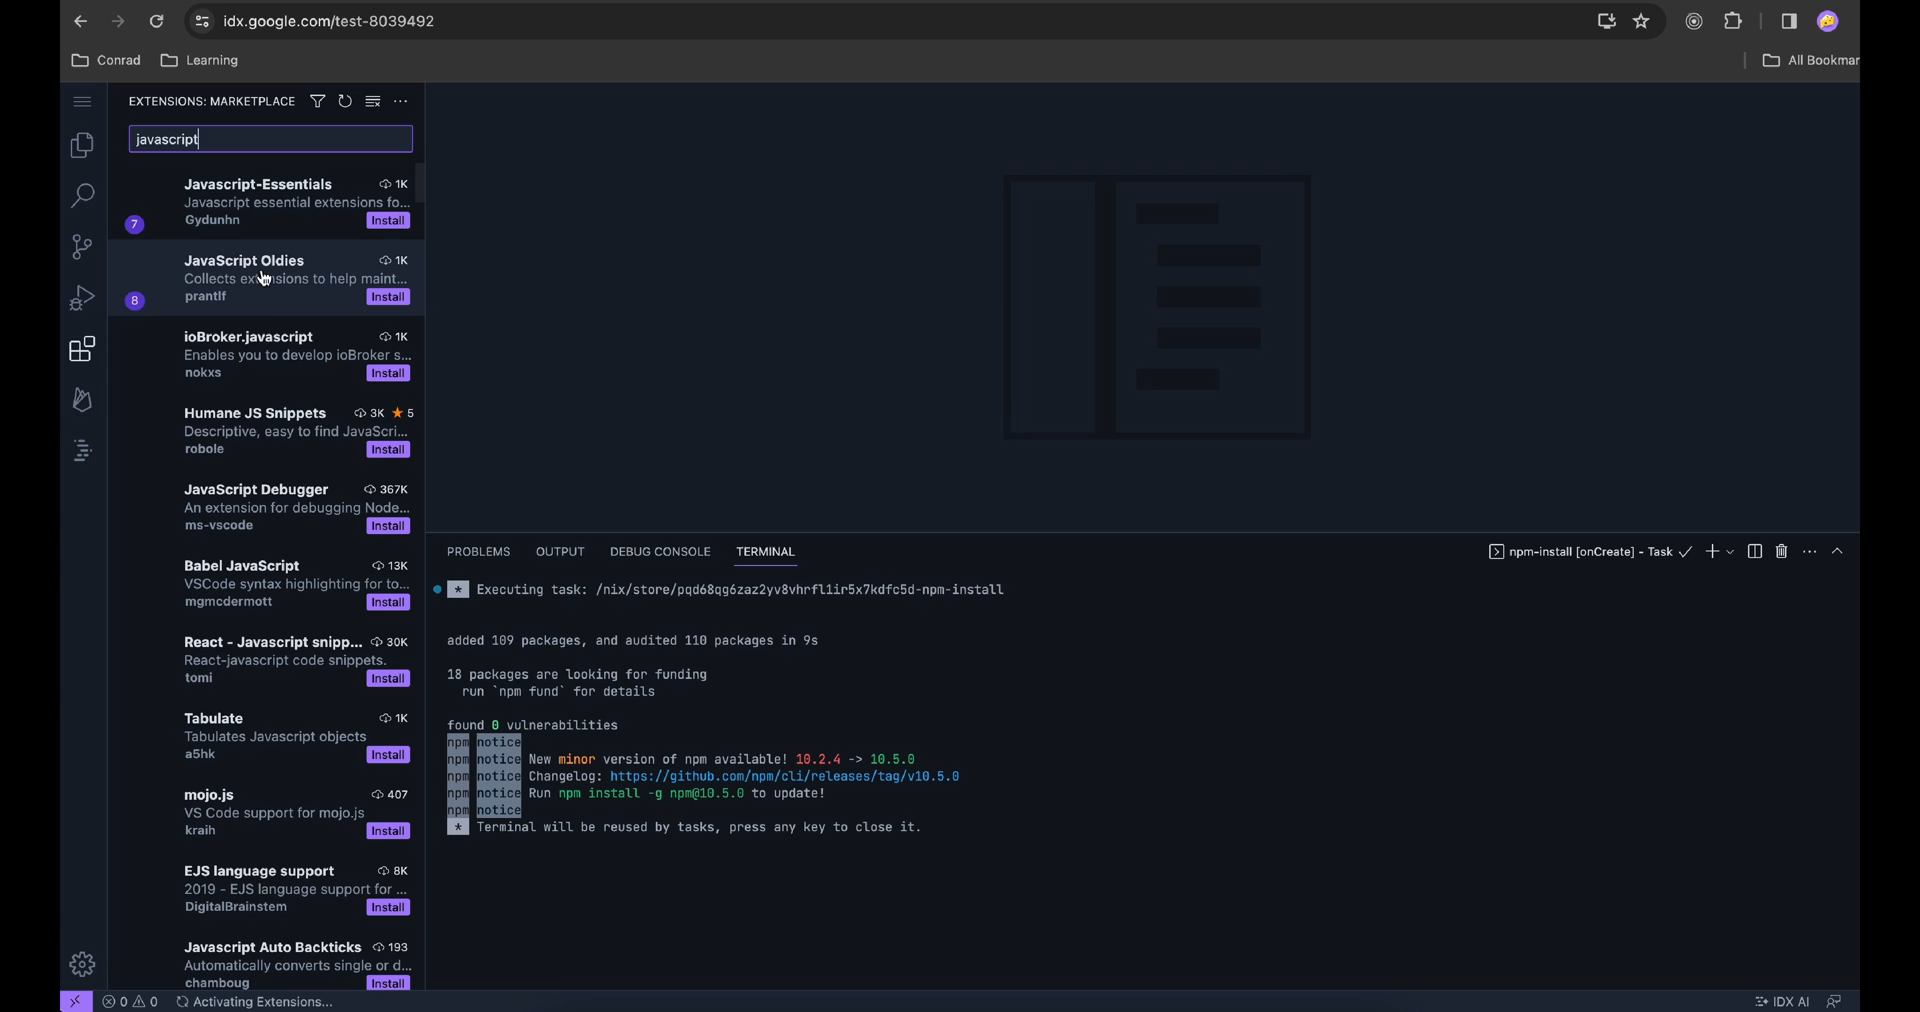 idx.google.com/test-8039492
Conrad
Learning
All Bookmar
EXTENSIONS: MARKETPLACE
javascript
Javascript-Essentials 1K
Javascript essential extensions fo...
7 Gydunhn Install
JavaScript Oldies 1K
Collects extensions to help maint...
8 prantlf Install
ioBroker.javascript 1K
Enables you to develop ioBroker s...
nokxs Install
Humane JS Snippets 3K ★ 5
Descriptive, easy to find JavaScri...
robole Install
JavaScript Debugger 367K
An extension for debugging Node...
ms-vscode Install
Babel JavaScript 13K
VSCode syntax highlighting for to...
mgmcdermott Install
React - Javascript snipp... 30K
React-javascript code snippets.
tomi Install
Tabulate 1K
Tabulates Javascript objects
a5hk Install
mojo.js 407
VS Code support for mojo.js
kraih Install
EJS language support 8K
2019 - EJS language support for ...
DigitalBrainstem Install
Javascript Auto Backticks 193
Automatically converts single or d...
chamboug Install
PROBLEMS OUTPUT DEBUG CONSOLE TERMINAL
npm-install [onCreate] - Task
* Executing task: /nix/store/pqd68qg6zaz2yv8vhrfl1ir5x7kdfc5d-npm-install
added 109 packages, and audited 110 packages in 9s
18 packages are looking for funding
run `npm fund` for details
found 0 vulnerabilities
npm notice
npm notice New minor version of npm available! 10.2.4 -> 10.5.0
npm notice Changelog: https://github.com/npm/cli/releases/tag/v10.5.0
npm notice Run npm install -g npm@10.5.0 to update!
npm notice
* Terminal will be reused by tasks, press any key to close it.
0 0 Activating Extensions...
IDX AI